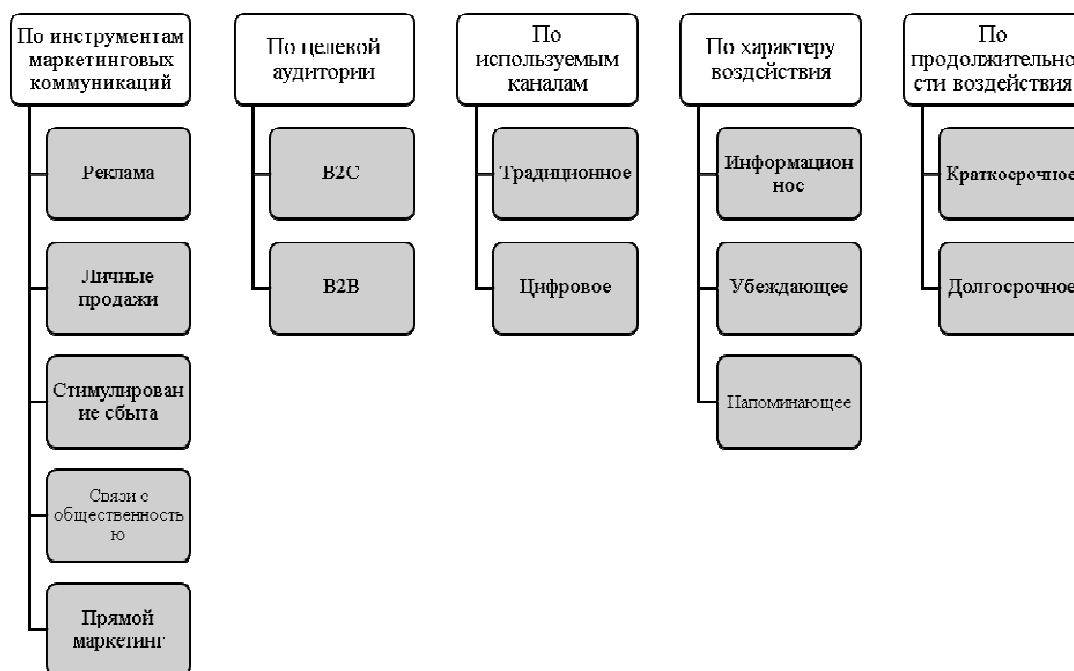 По инструментам
маркетинговых
коммуникаций
Реклама
Личные
продажи
Стимулирован
ие сбыта
Связи с
общественность
ю
Прямой
маркетинг
По целевой
аудитории
B2C
B2B
По
используемым
каналам
Традиционное
Цифровое
По характеру
воздействия
Информацион
ное
Убеждающее
Напоминающее
По
продолжительно
сти воздействия
Краткосрочное
Долгосрочное